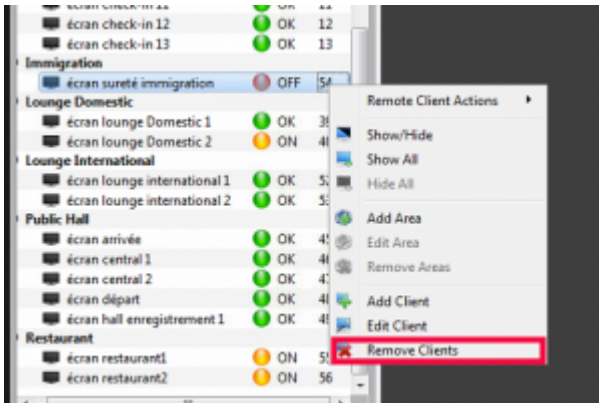 écran check-in 12 OK 12
écran check-in 13 OK 13
Immigration
écran sureté immigration OFF 54
Lounge Domestic
écran lounge Domestic 1 OK
écran lounge Domestic 2 ON
Lounge International
écran lounge international 1 OK
écran lounge international 2 OK
Public Hall
écran arrivée OK
écran central 1 OK
écran central 2 OK
écran départ OK
écran hall enregistrement 1 OK
Restaurant
écran restaurant1 ON
écran restaurant2 ON 56
Remote Client Actions
Show/Hide
Show All
Hide All
Add Area
Edit Area
Remove Areas
Add Client
Edit Client
Remove Clients